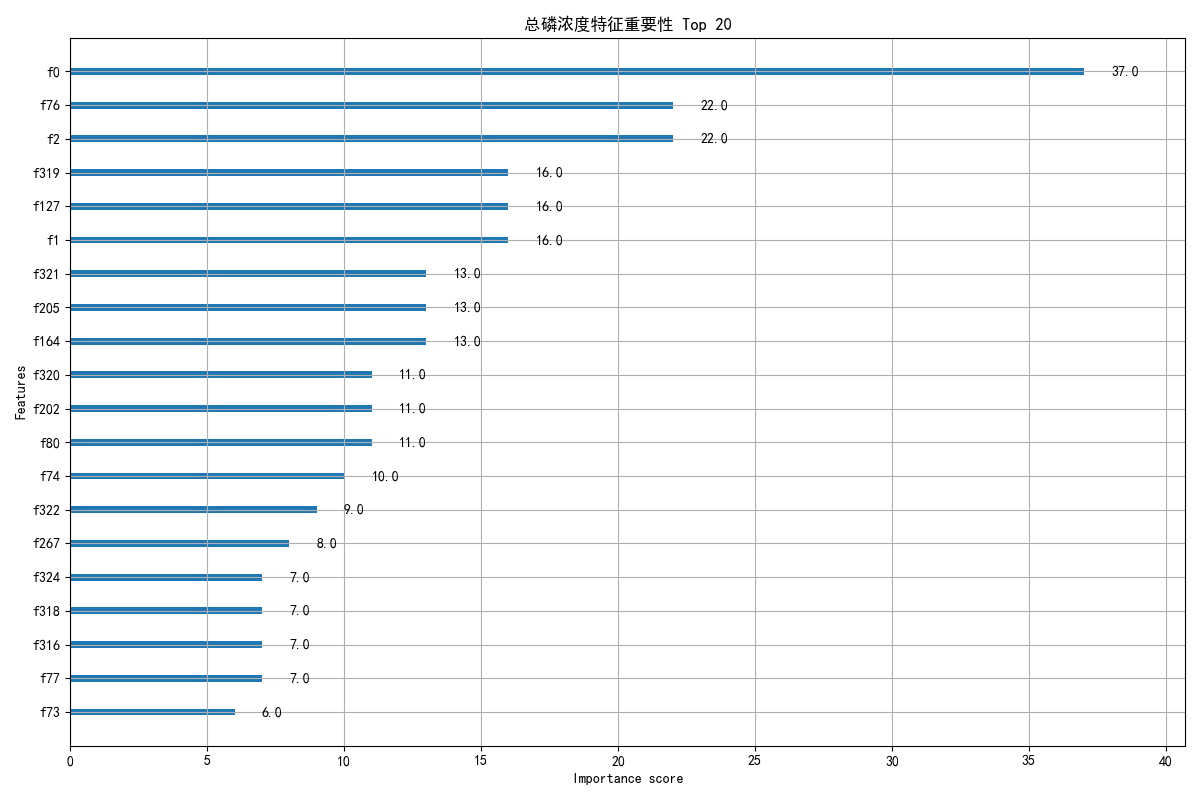 总磷浓度特征重要性 Top 20
Features
f0 37.0
f76 22.0
f2 22.0
f319 16.0
f127 16.0
f1 16.0
f321 13.0
f205 13.0
f164 13.0
f320 11.0
f202 11.0
f80 11.0
f74 10.0
f322 9.0
f267 8.0
f324 7.0
f318 7.0
f316 7.0
f77 7.0
f73 6.0
0 5 10 15 20 25 30 35 40
Importance score